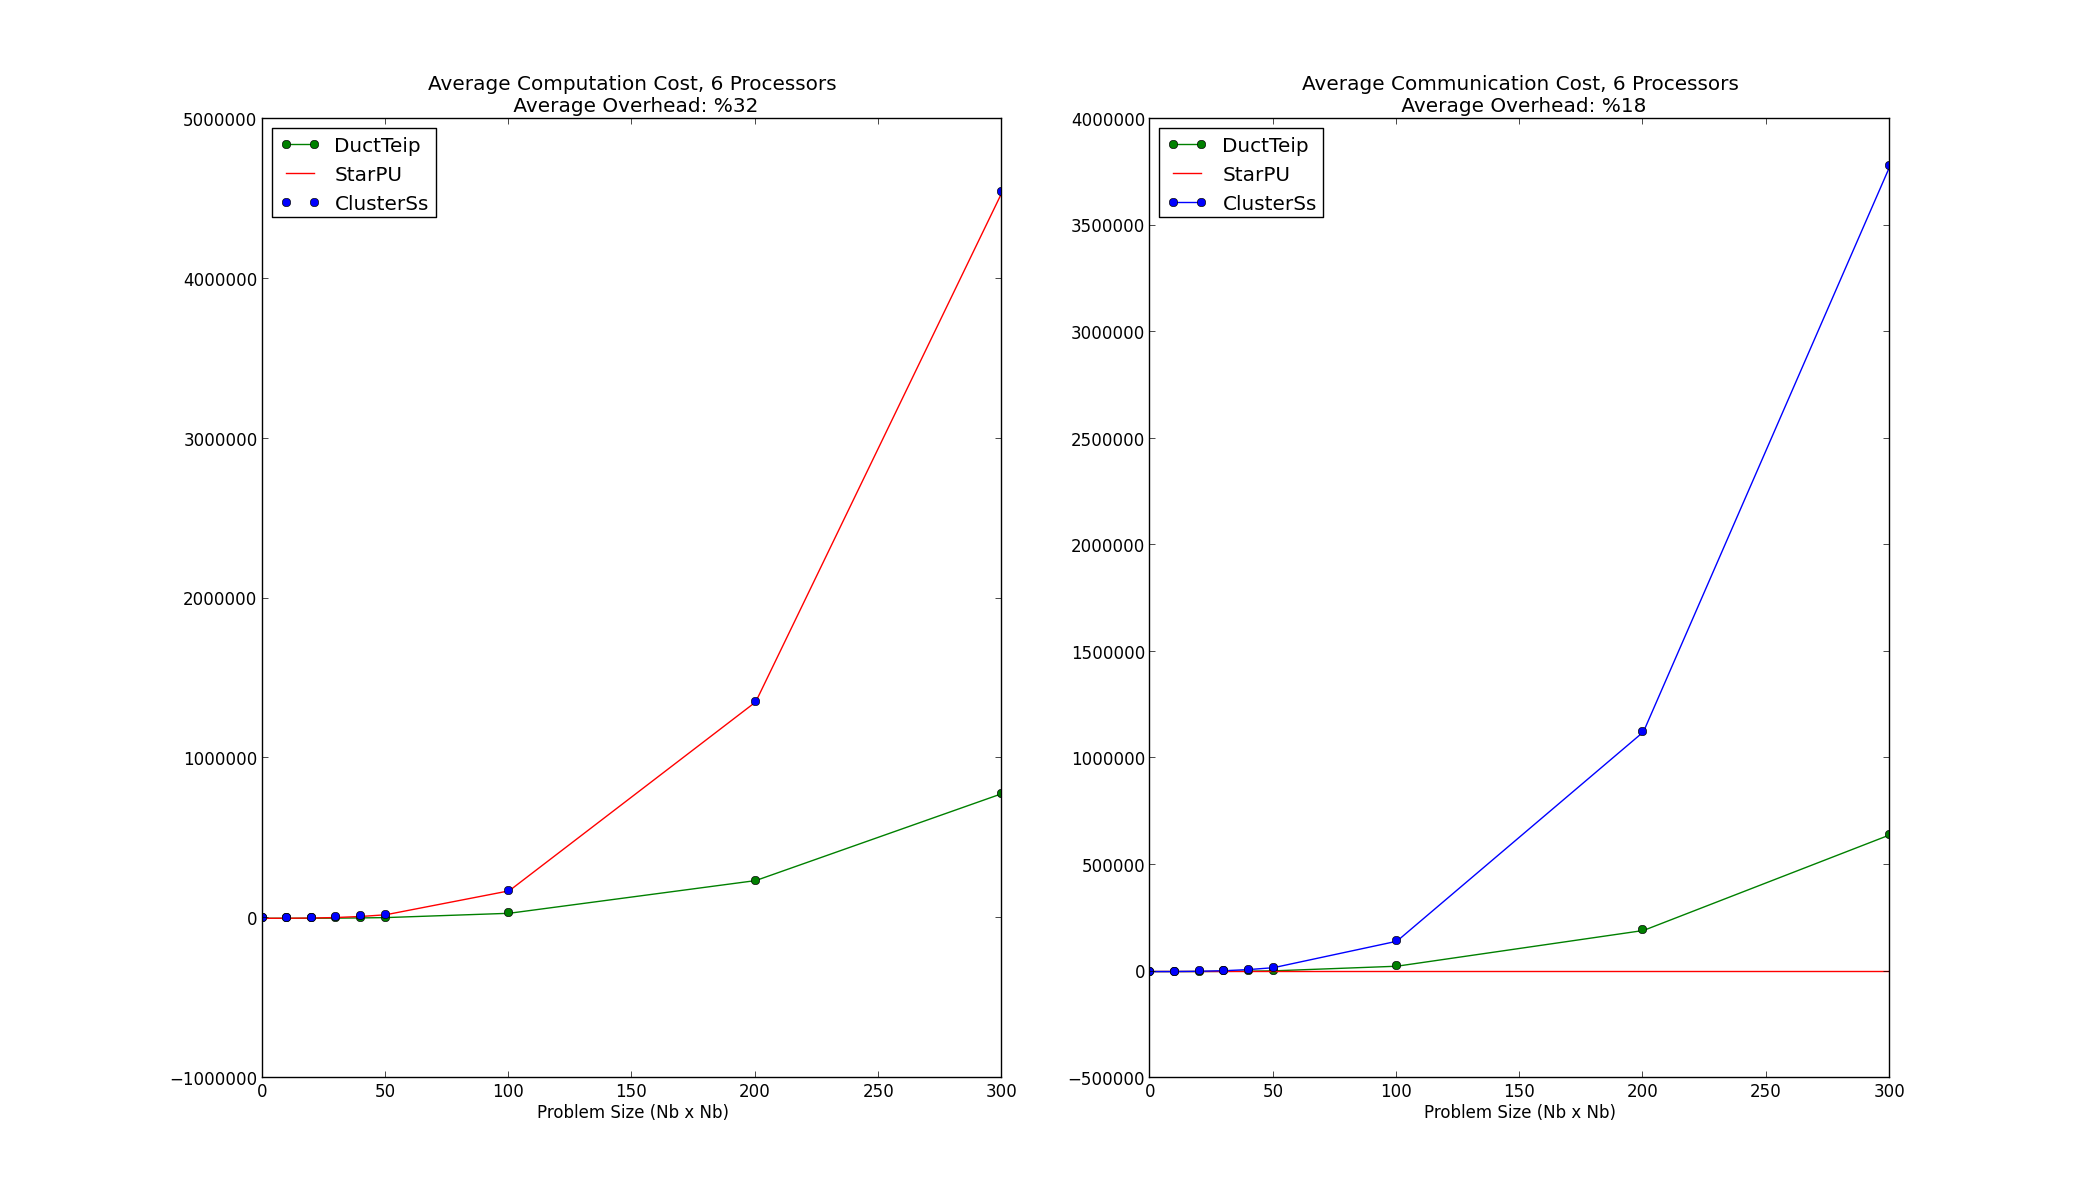 Average Computation Cost, 6 Processors
Average Overhead: %32
5000000
4000000
3000000
2000000
1000000
0
−1000000
DuctTeip
StarPU
ClusterSs
0 50 100 150 200 250 300
Problem Size (Nb x Nb)
Average Communication Cost, 6 Processors
Average Overhead: %18
4000000
3500000
3000000
2500000
2000000
1500000
1000000
500000
0
−500000
DuctTeip
StarPU
ClusterSs
0 50 100 150 200 250 300
Problem Size (Nb x Nb)